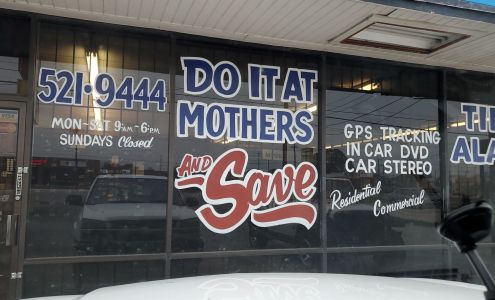 521-9444
MON-SAT 9AM-6PM
SUNDAYS Closed
DO IT AT
MOTHERS
AND
Save
GPS TRACKING
IN CAR DVD
CAR STEREO
Residential
Commercial
ALA